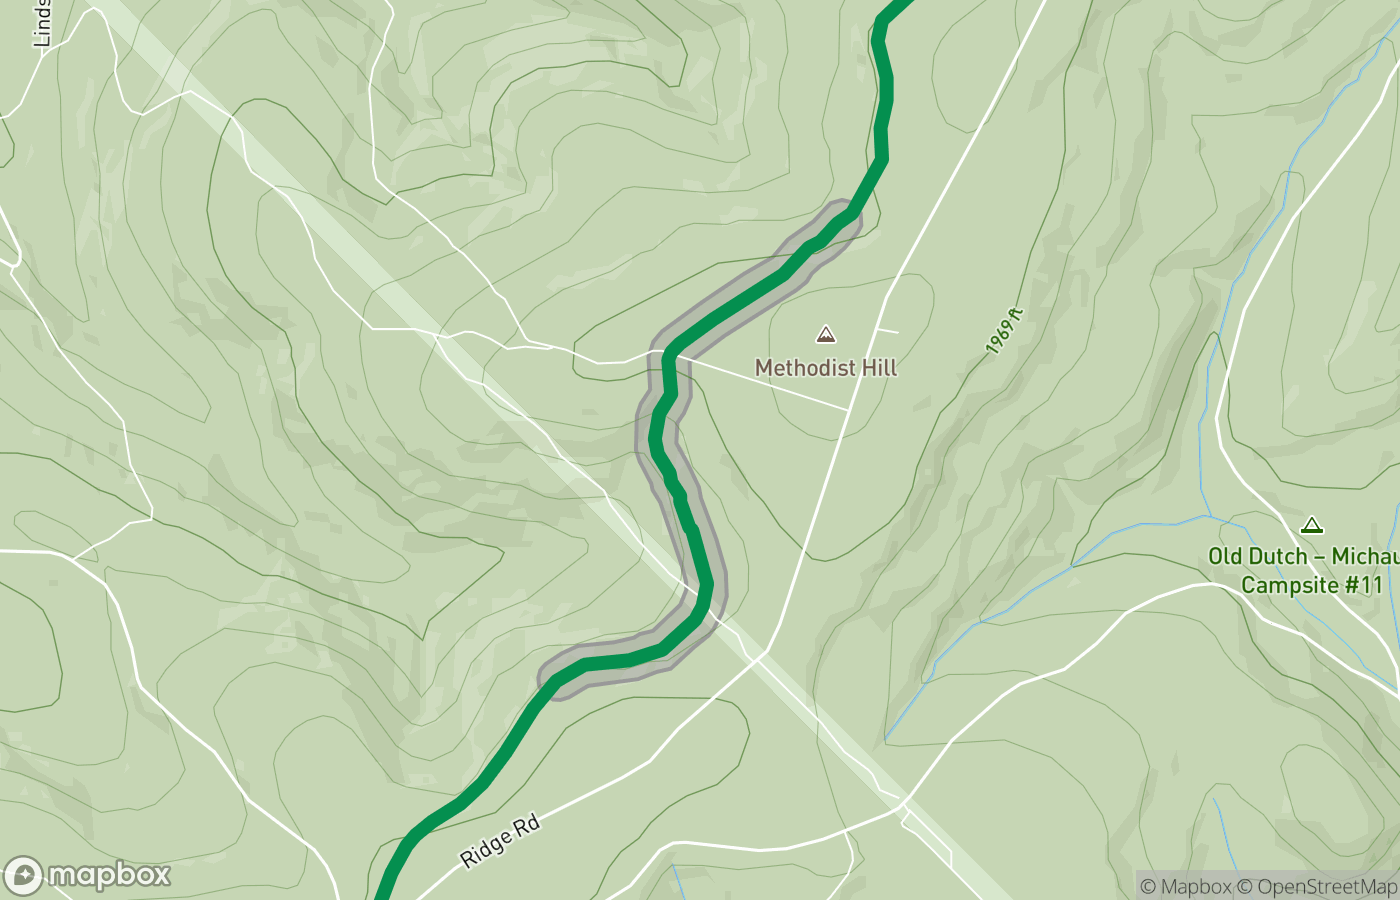 Linds
1969 ft
Methodist Hill
Old Dutch – Michau
Campsite #11
Ridge Rd
mapbox
© Mapbox © OpenStreetMap